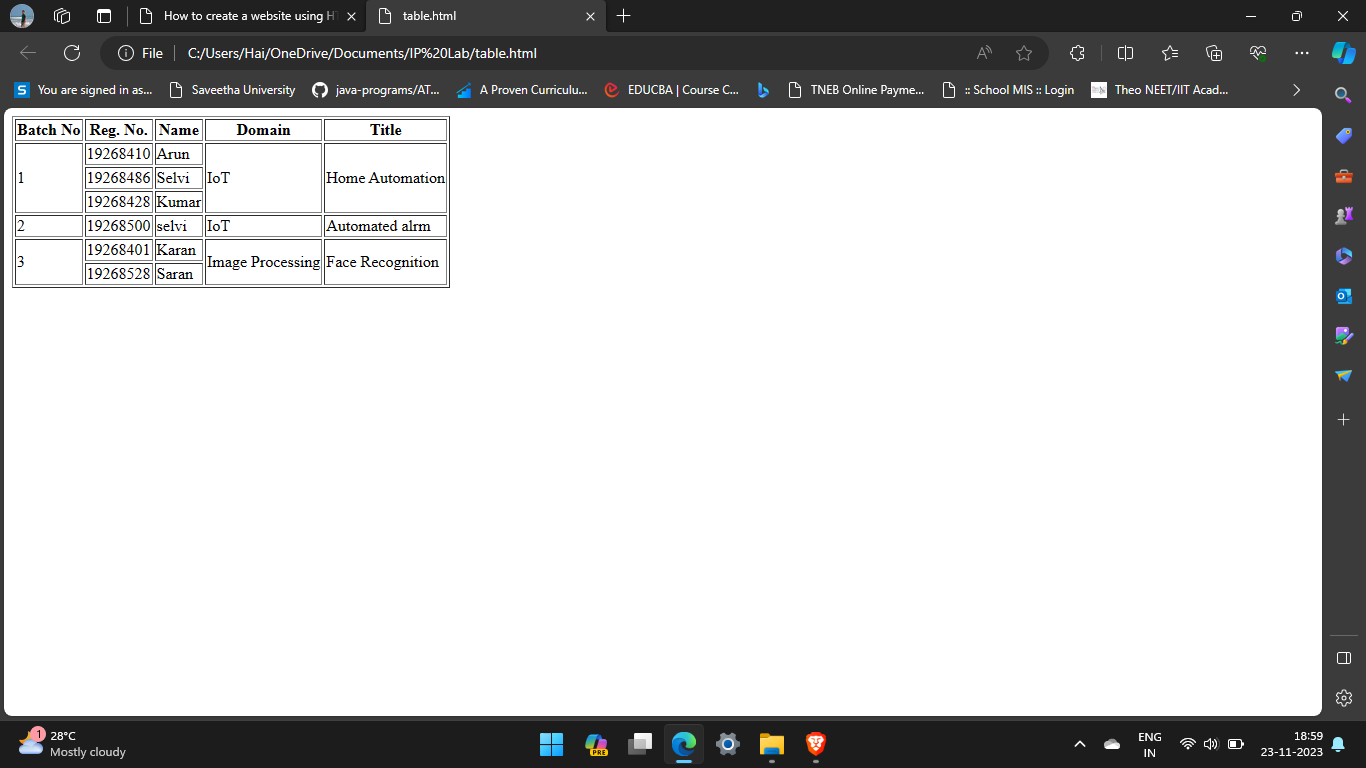 How to create a website using HT
table.html
File
C:/Users/Hai/OneDrive/Documents/IP%20Lab/table.html
You are signed in as...
Saveetha University
java-programs/AT...
A Proven Curriculu...
EDUCBA | Course C...
TNEB Online Payme...
:: School MIS :: Login
Theo NEET/IIT Acad...
Batch No Reg. No. Name Domain Title
1 19268410 Arun IoT Home Automation
19268486 Selvi
19268428 Kumar
2 19268500 selvi IoT Automated alrm
3 19268401 Karan Image Processing Face Recognition
19268528 Saran
1
28°C
Mostly cloudy
PRE
ENG
IN
18:59
23-11-2023